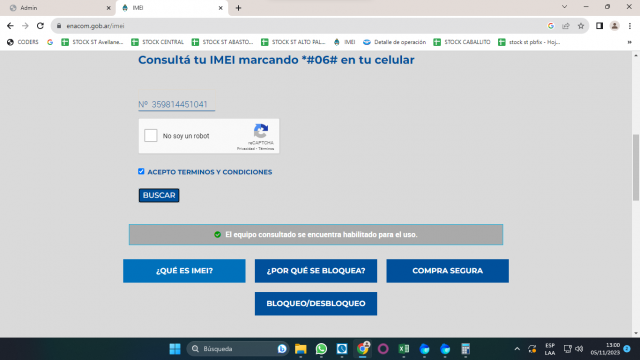 Admin
IMEI
enacom.gob.ar/imei
CODERS
STOCK ST Avellane...
STOCK CENTRAL
STOCK ST ABASTO...
STOCK ST ALTO PAL...
IMEI
Detalle de operación
STOCK CABALLITO
stock st pbfix - Hoj...
Consultá tu IMEI marcando *#06# en tu celular
Nº 359814451041
No soy un robot
reCAPTCHA
Privacidad - Términos
ACEPTO TERMINOS Y CONDICIONES
BUSCAR
El equipo consultado se encuentra habilitado para el uso.
¿QUÉ ES IMEI?
¿POR QUÉ SE BLOQUEA?
COMPRA SEGURA
BLOQUEO/DESBLOQUEO
Búsqueda
ESP
LAA
13:00
05/11/2023